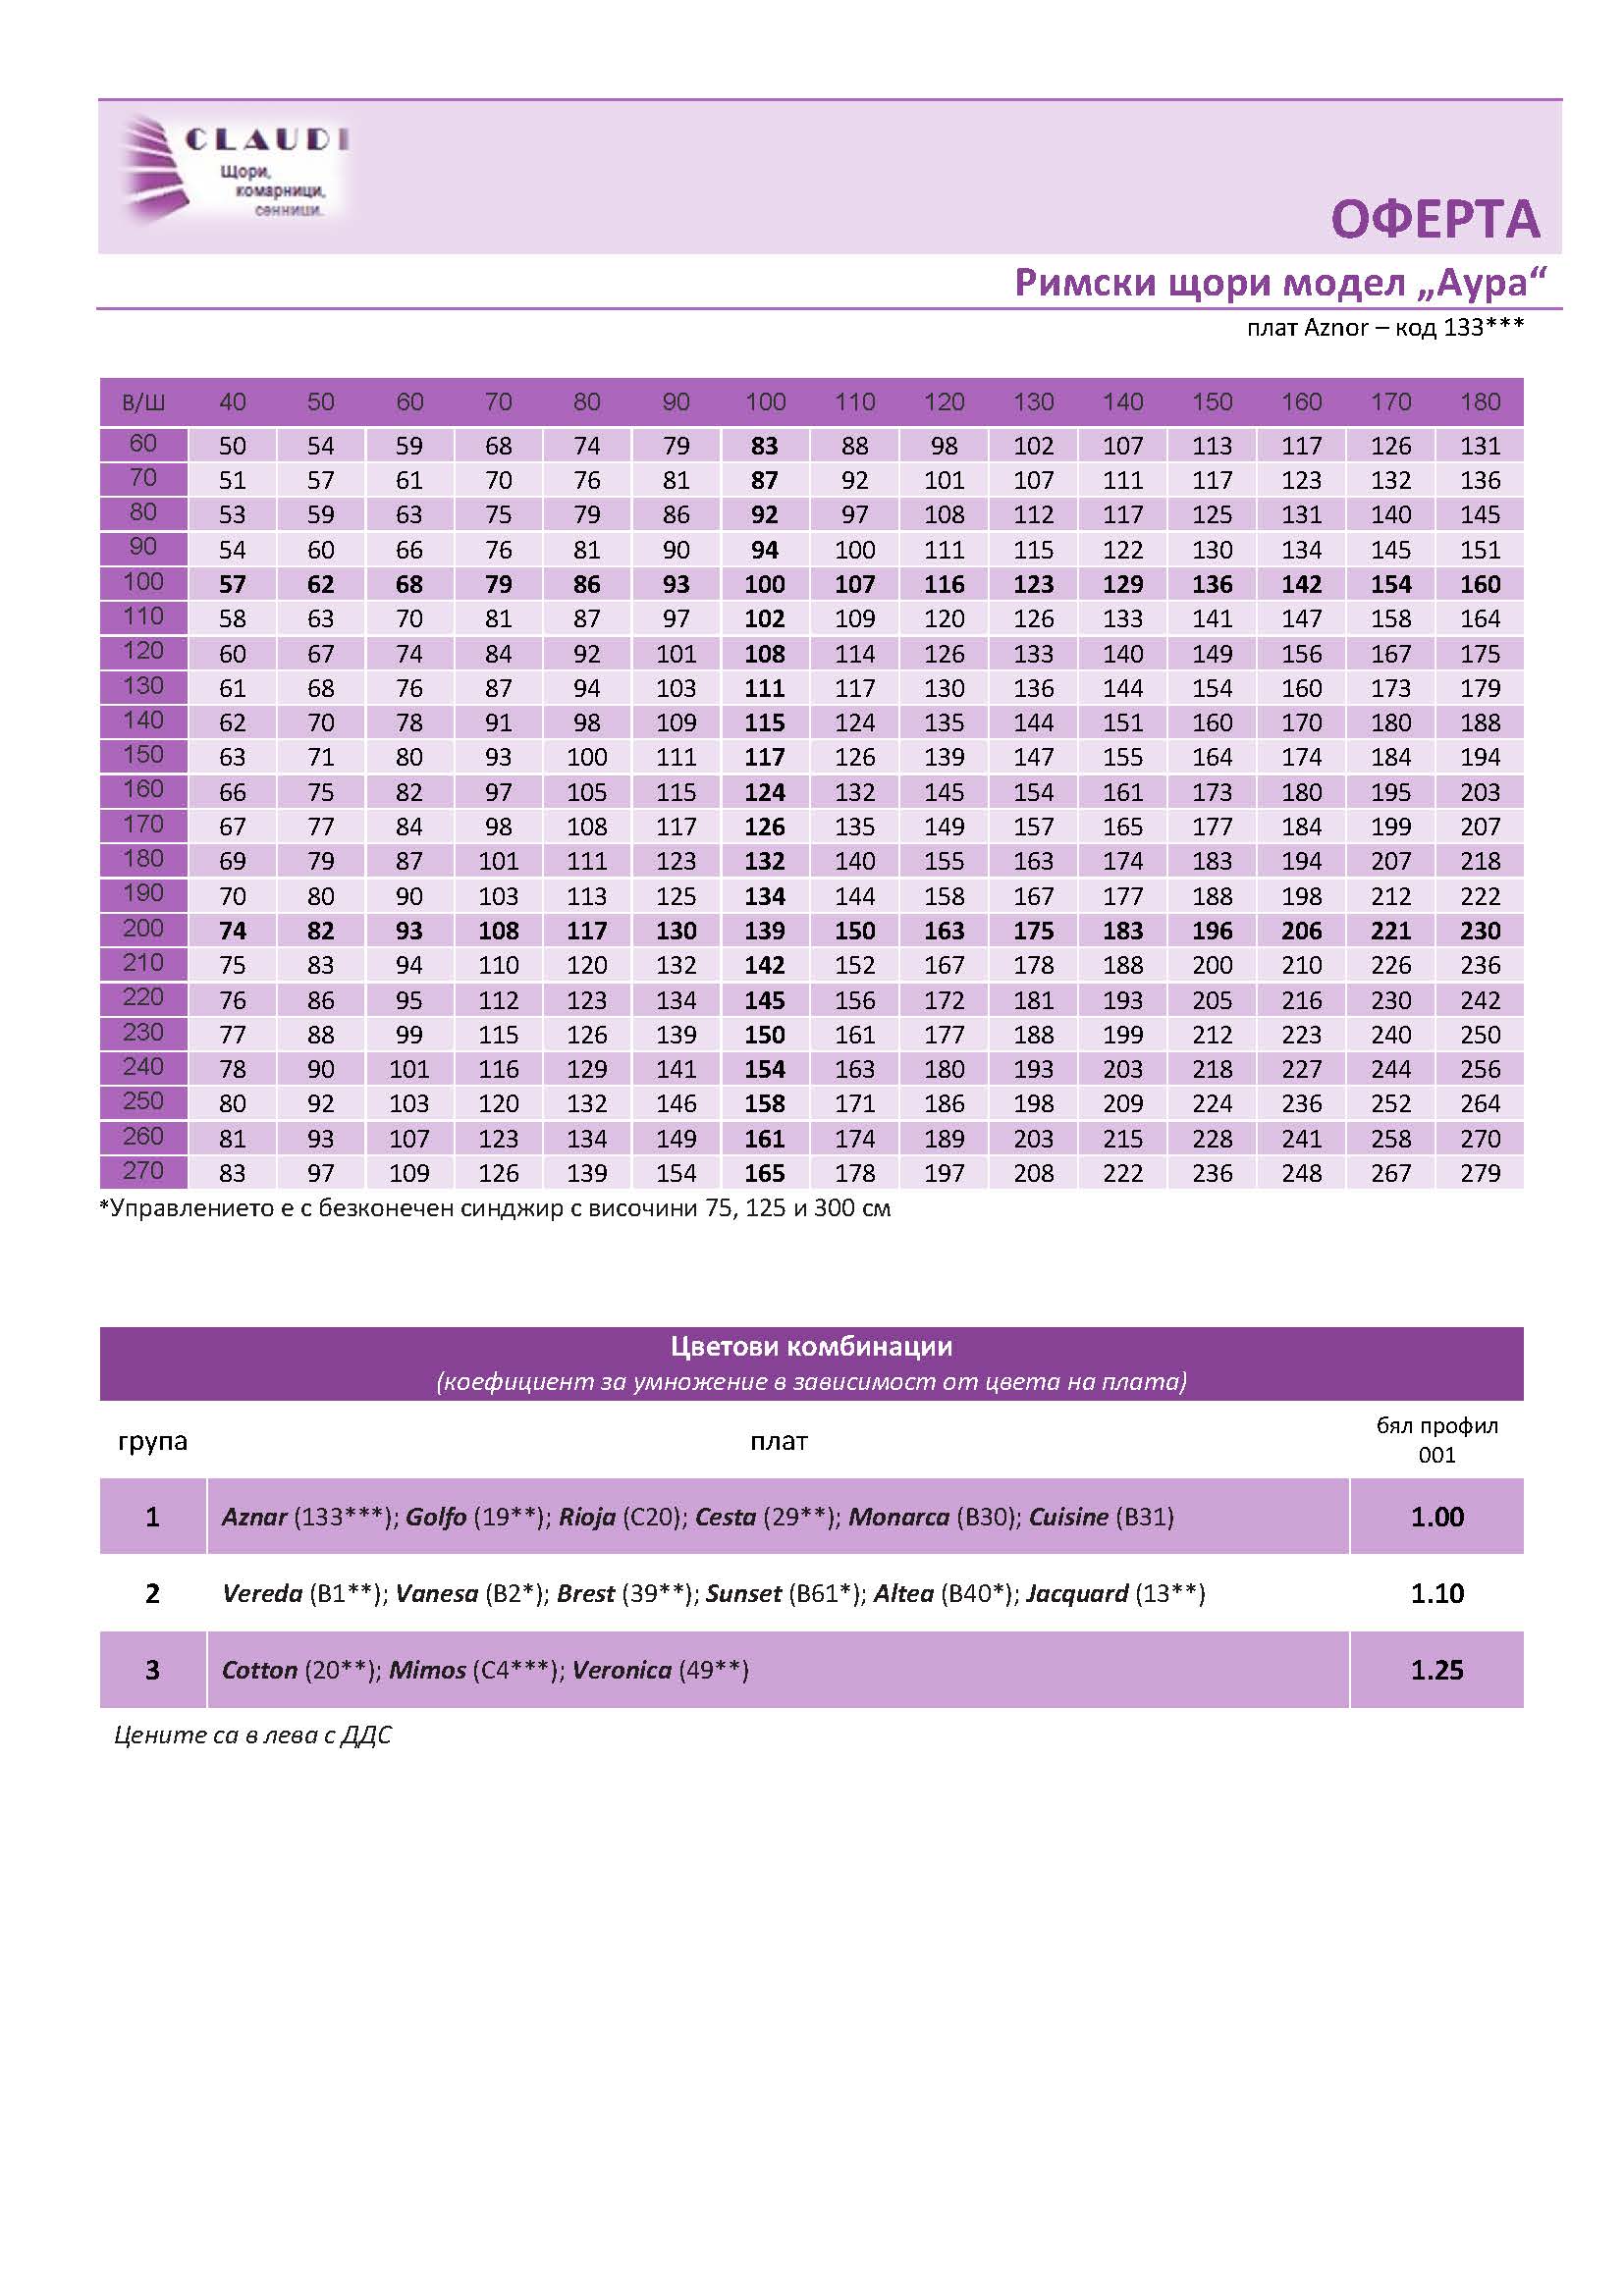 CLAUDI
Щори,
комарници,
сенници.
ОФЕРТА
Римски щори модел „Аура“
плат Aznor – код 133***
В/Ш 40 50 60 70 80 90 100 110 120 130 140 150 160 170 180
60 50 54 59 68 74 79 83 88 98 102 107 113 117 126 131
70 51 57 61 70 76 81 87 92 101 107 111 117 123 132 136
80 53 59 63 75 79 86 92 97 108 112 117 125 131 140 145
90 54 60 66 76 81 90 94 100 111 115 122 130 134 145 151
100 57 62 68 79 86 93 100 107 116 123 129 136 142 154 160
110 58 63 70 81 87 97 102 109 120 126 133 141 147 158 164
120 60 67 74 84 92 101 108 114 126 133 140 149 156 167 175
130 61 68 76 87 94 103 111 117 130 136 144 154 160 173 179
140 62 70 78 91 98 109 115 124 135 144 151 160 170 180 188
150 63 71 80 93 100 111 117 126 139 147 155 164 174 184 194
160 66 75 82 97 105 115 124 132 145 154 161 173 180 195 203
170 67 77 84 98 108 117 126 135 149 157 165 177 184 199 207
180 69 79 87 101 111 123 132 140 155 163 174 183 194 207 218
190 70 80 90 103 113 125 134 144 158 167 177 188 198 212 222
200 74 82 93 108 117 130 139 150 163 175 183 196 206 221 230
210 75 83 94 110 120 132 142 152 167 178 188 200 210 226 236
220 76 86 95 112 123 134 145 156 172 181 193 205 216 230 242
230 77 88 99 115 126 139 150 161 177 188 199 212 223 240 250
240 78 90 101 116 129 141 154 163 180 193 203 218 227 244 256
250 80 92 103 120 132 146 158 171 186 198 209 224 236 252 264
260 81 93 107 123 134 149 161 174 189 203 215 228 241 258 270
270 83 97 109 126 139 154 165 178 197 208 222 236 248 267 279
*Управлението е с безконечен синджир с височини 75, 125 и 300 см
Цветови комбинации
(коефициент за умножение в зависимост от цвета на плата)
група плат бял профил
001
1 Aznar (133***); Golfo (19**); Rioja (C20); Cesta (29**); Monarca (B30); Cuisine (B31) 1.00
2 Vereda (B1**); Vanesa (B2*); Brest (39**); Sunset (B61*); Altea (B40*); Jacquard (13**) 1.10
3 Cotton (20**); Mimos (C4***); Veronica (49**) 1.25
Цените са в лева с ДДС